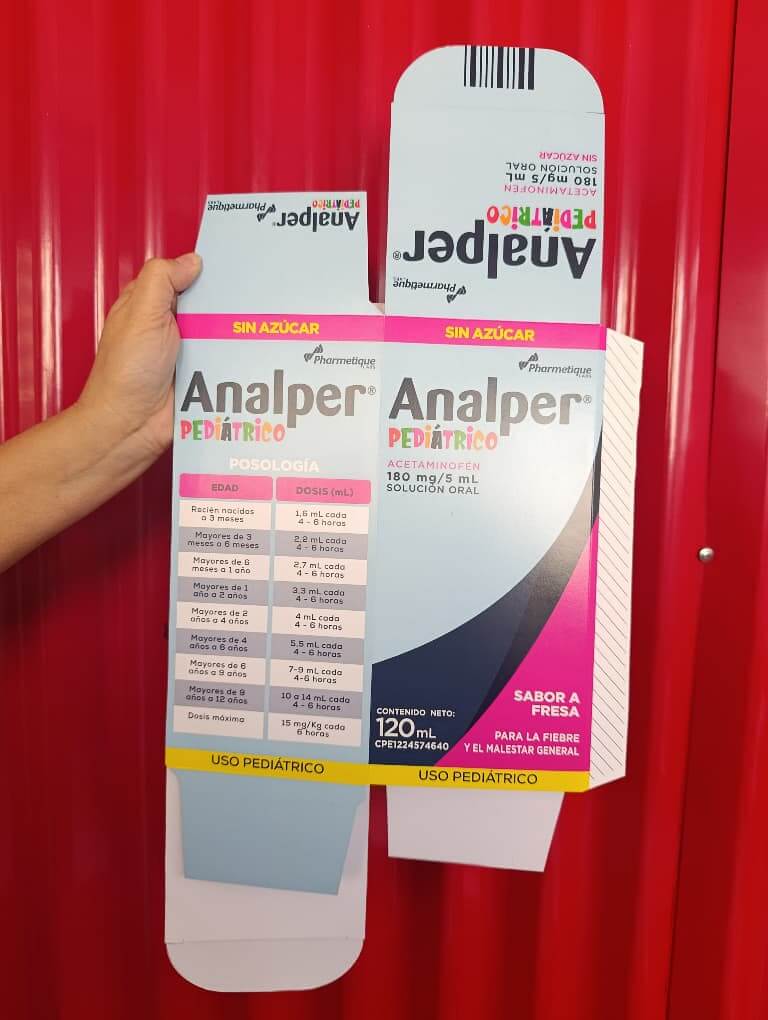 SIN AZÚCAR
SOLUCIÓN ORAL
180 mg/5 mL
ACETAMINOFÉN
PEDIÁTRICO
Analper®
Pharmetique
LABS
Pharmetique
LABS
Analper®
PEDIÁTRICO
SIN AZÚCAR
Pharmetique
LABS
Analper®
PEDIÁTRICO
POSOLOGÍA
EDAD DOSIS (mL)
Recién nacidos a 3 meses 1,6 mL cada 4 - 6 horas
Mayores de 3 meses a 6 meses 2,2 mL cada 4 - 6 horas
Mayores de 6 meses a 1 año 2,7 mL cada 4 - 6 horas
Mayores de 1 año a 2 años 3,3 mL cada 4 - 6 horas
Mayores de 2 años a 4 años 4 mL cada 4 - 6 horas
Mayores de 4 años a 6 años 5,5 mL cada 4 - 6 horas
Mayores de 6 años a 9 años 7-9 mL cada 4-6 horas
Mayores de 9 años a 12 años 10 a 14 mL cada 4 - 6 horas
Dosis máxima 15 mg/Kg cada 6 horas
USO PEDIÁTRICO
SIN AZÚCAR
Pharmetique
LABS
Analper®
PEDIÁTRICO
ACETAMINOFÉN
180 mg/5 mL
SOLUCIÓN ORAL
SABOR A
FRESA
CONTENIDO NETO:
120 mL
CPE1224574640
PARA LA FIEBRE
Y EL MALESTAR GENERAL
USO PEDIÁTRICO